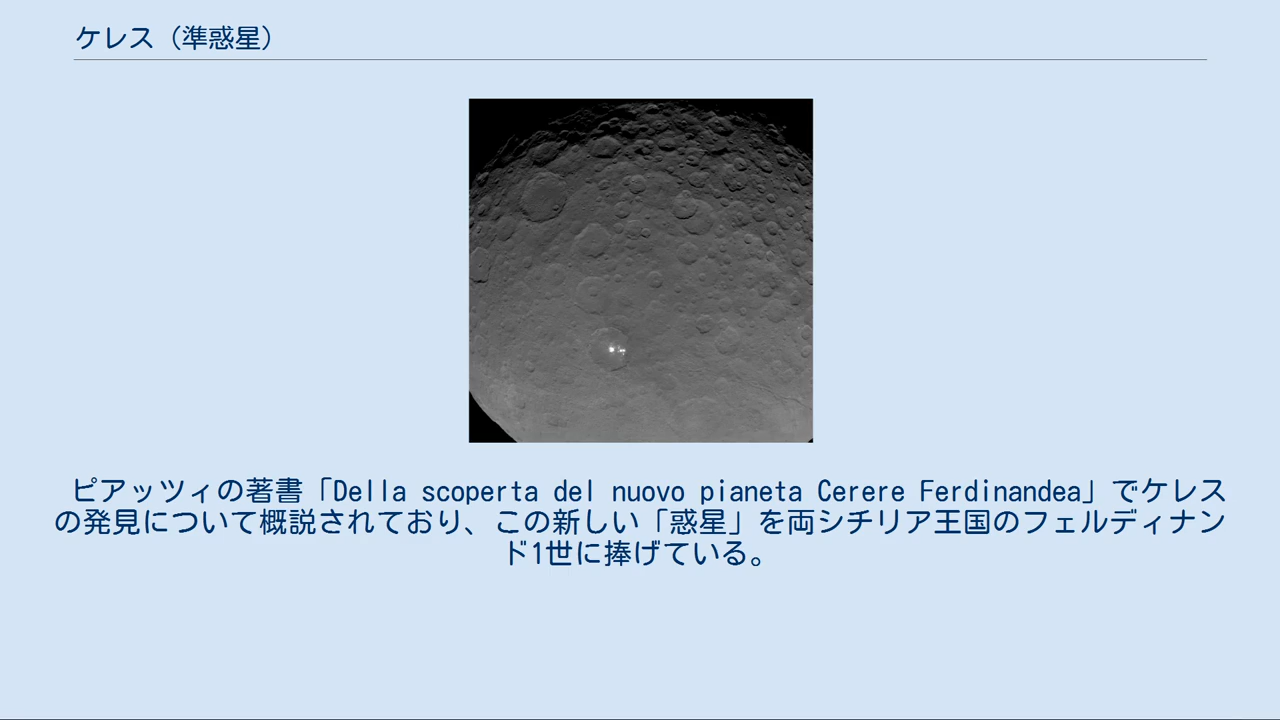 ケレス（準惑星）
ピアッツィの著書「Della scoperta del nuovo pianeta Cerere Ferdinandea」でケレス
の発見について概説されており、この新しい「惑星」を両シチリア王国のフェルディナン
ド1世に捧げている。